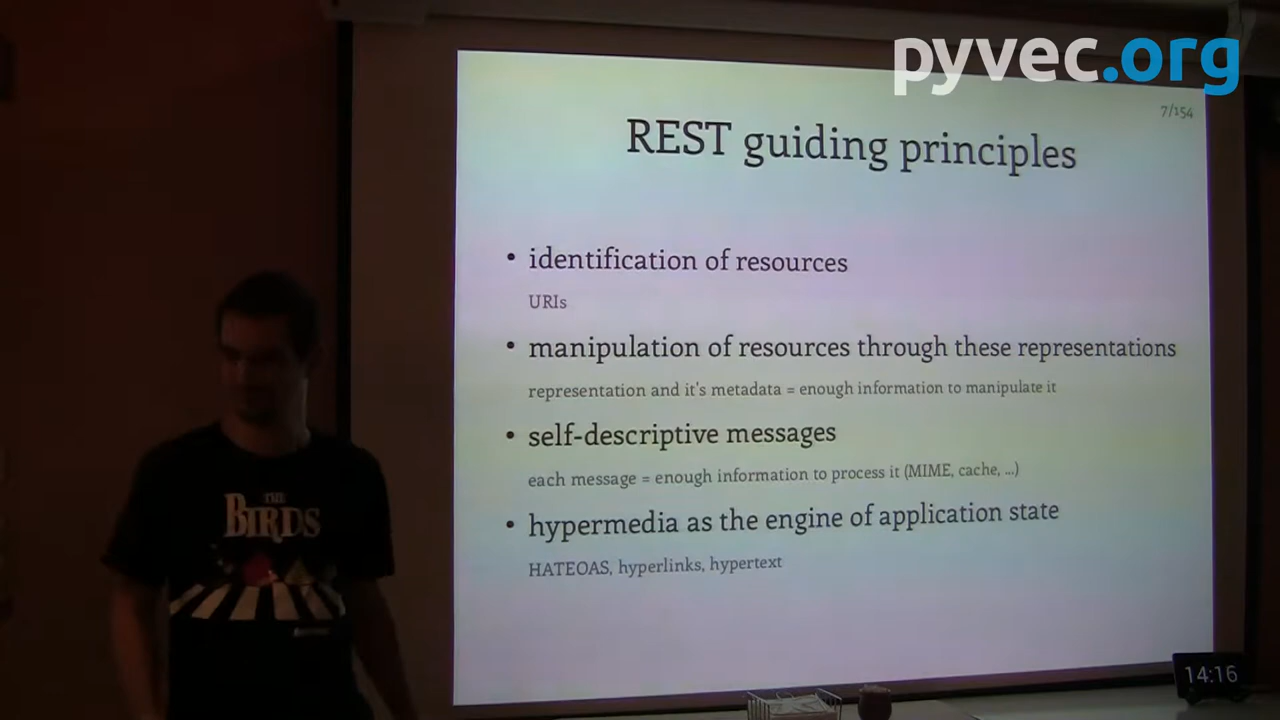 pyvec.org
7/154
REST guiding principles
• identification of resources
URIs
• manipulation of resources through these representations
representation and it's metadata = enough information to manipulate it
• self-descriptive messages
each message = enough information to process it (MIME, cache, ...)
• hypermedia as the engine of application state
HATEOAS, hyperlinks, hypertext
THE
BIRDS
14:16